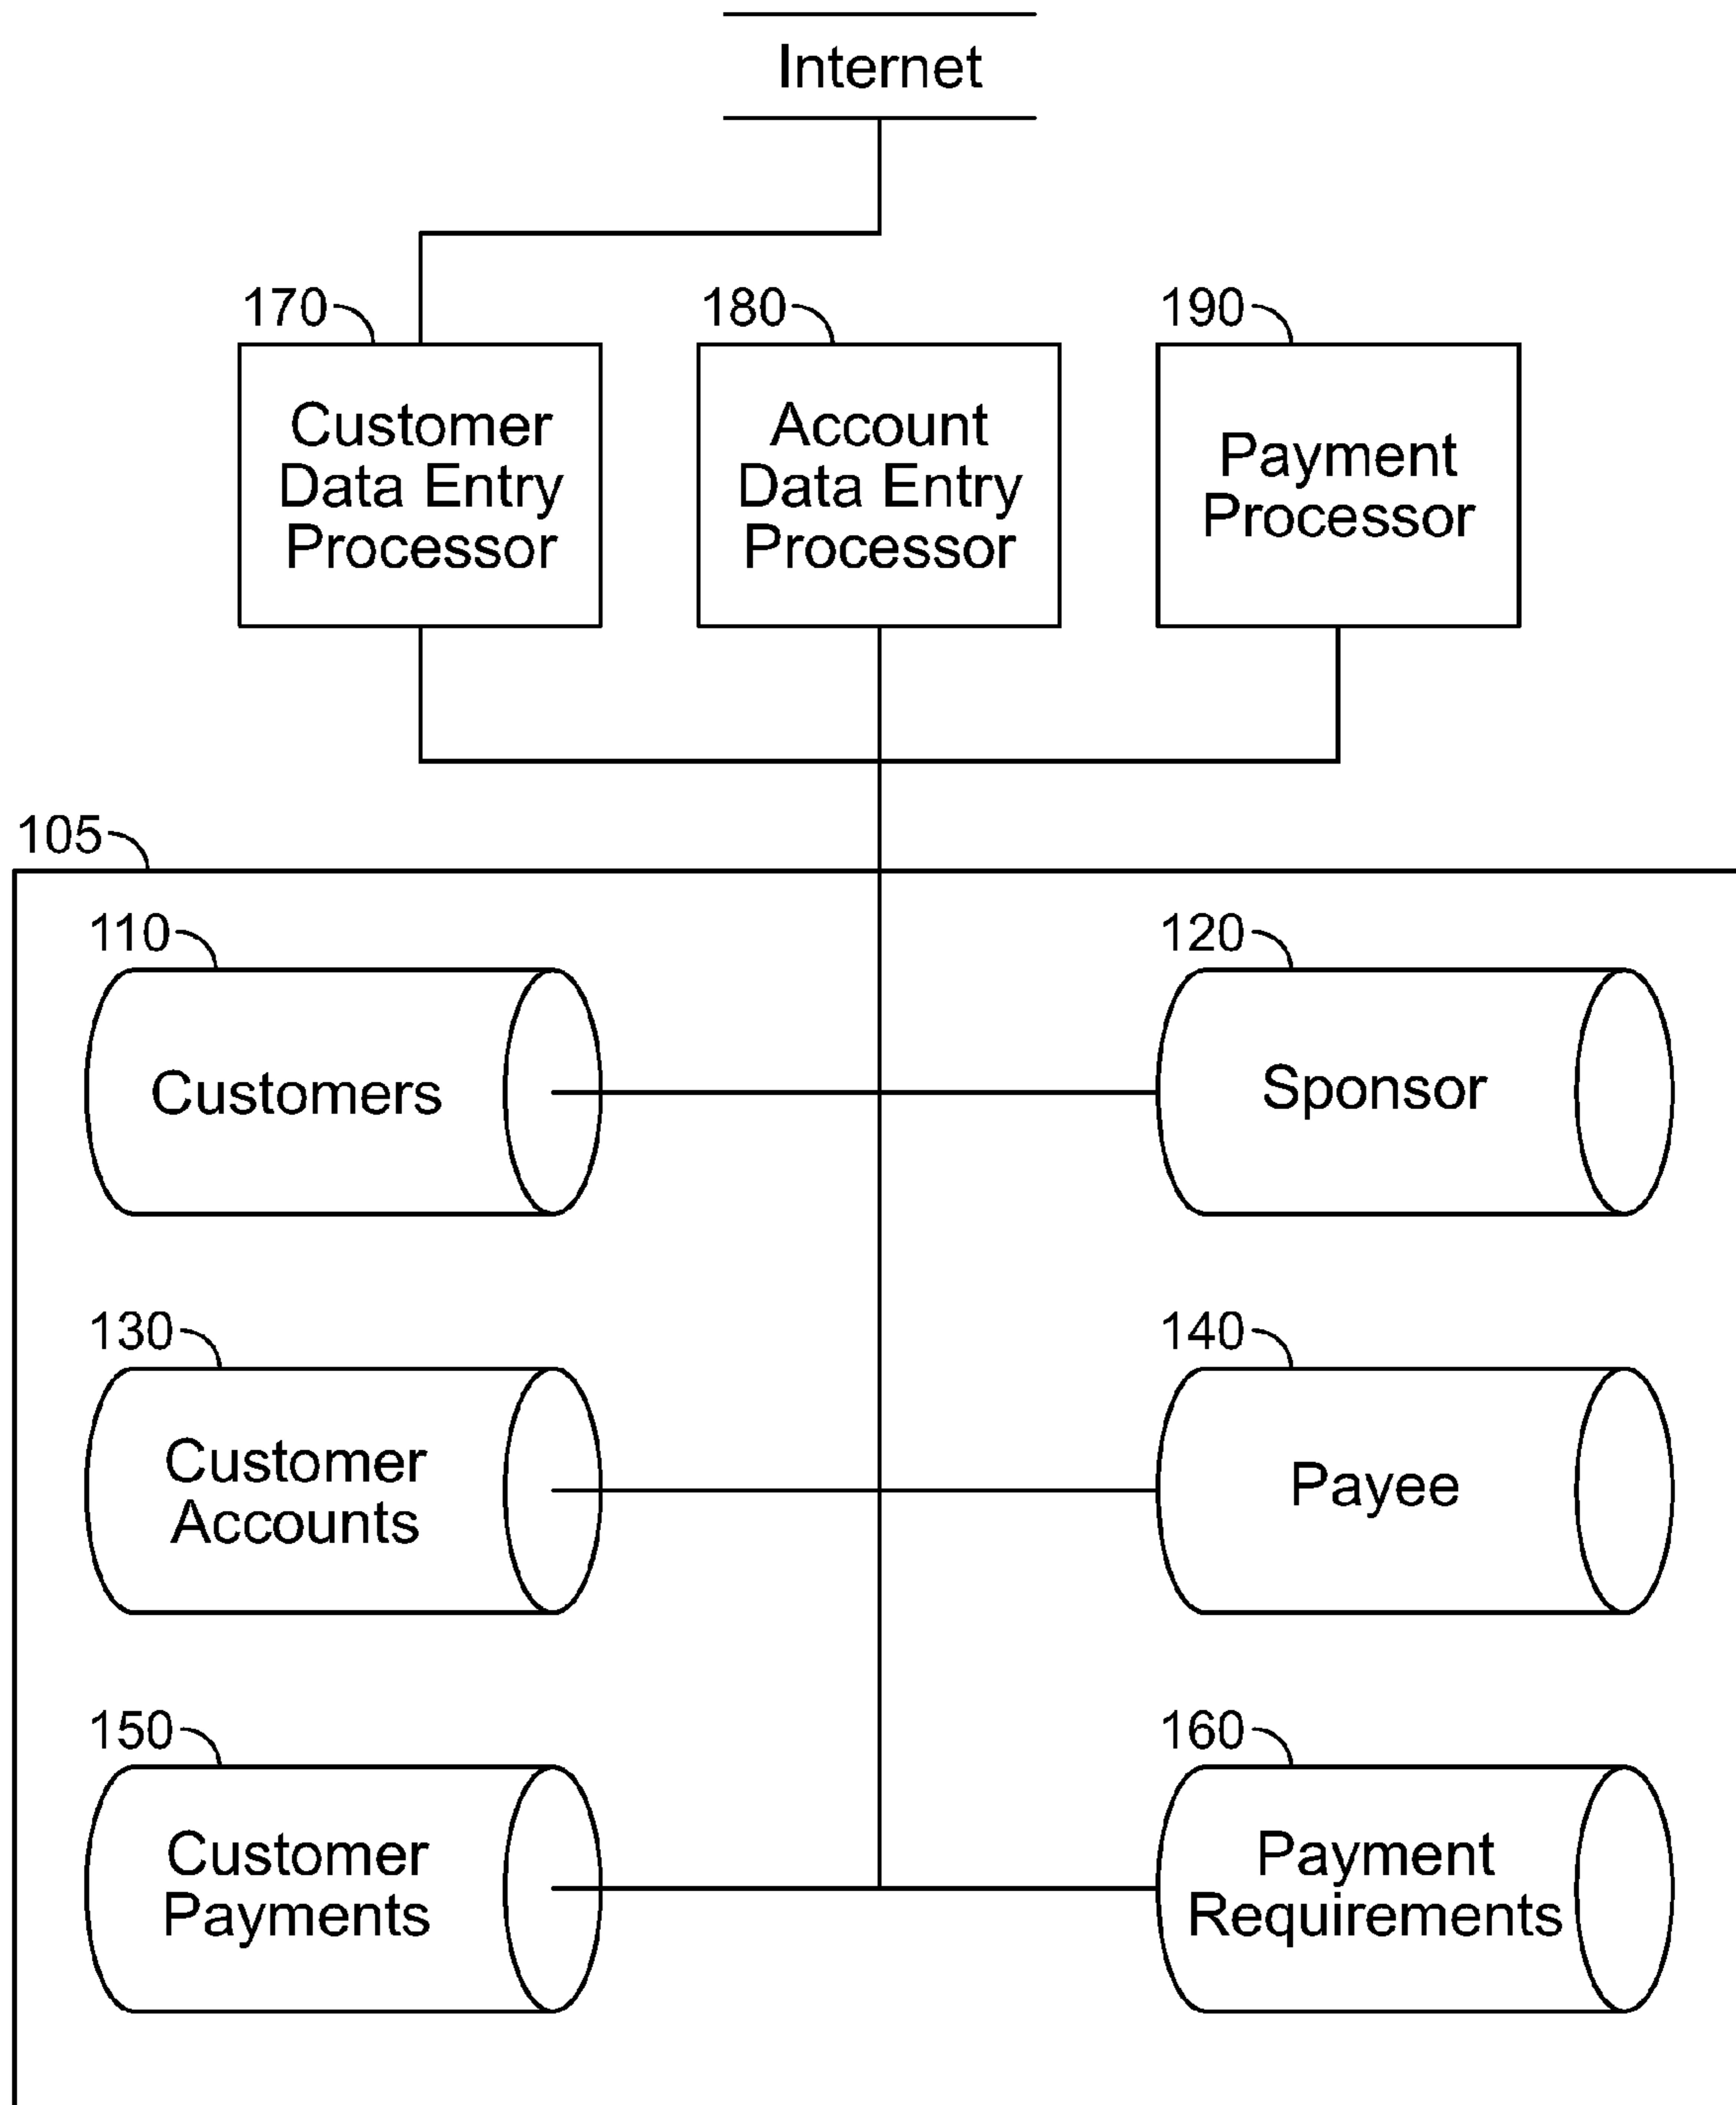 Internet
170
180
190
Customer
Data Entry
Processor
Account
Data Entry
Processor
Payment
Processor
105
110
120
Customers
Sponsor
130
140
Customer
Accounts
Payee
150
160
Customer
Payments
Payment
Requirements